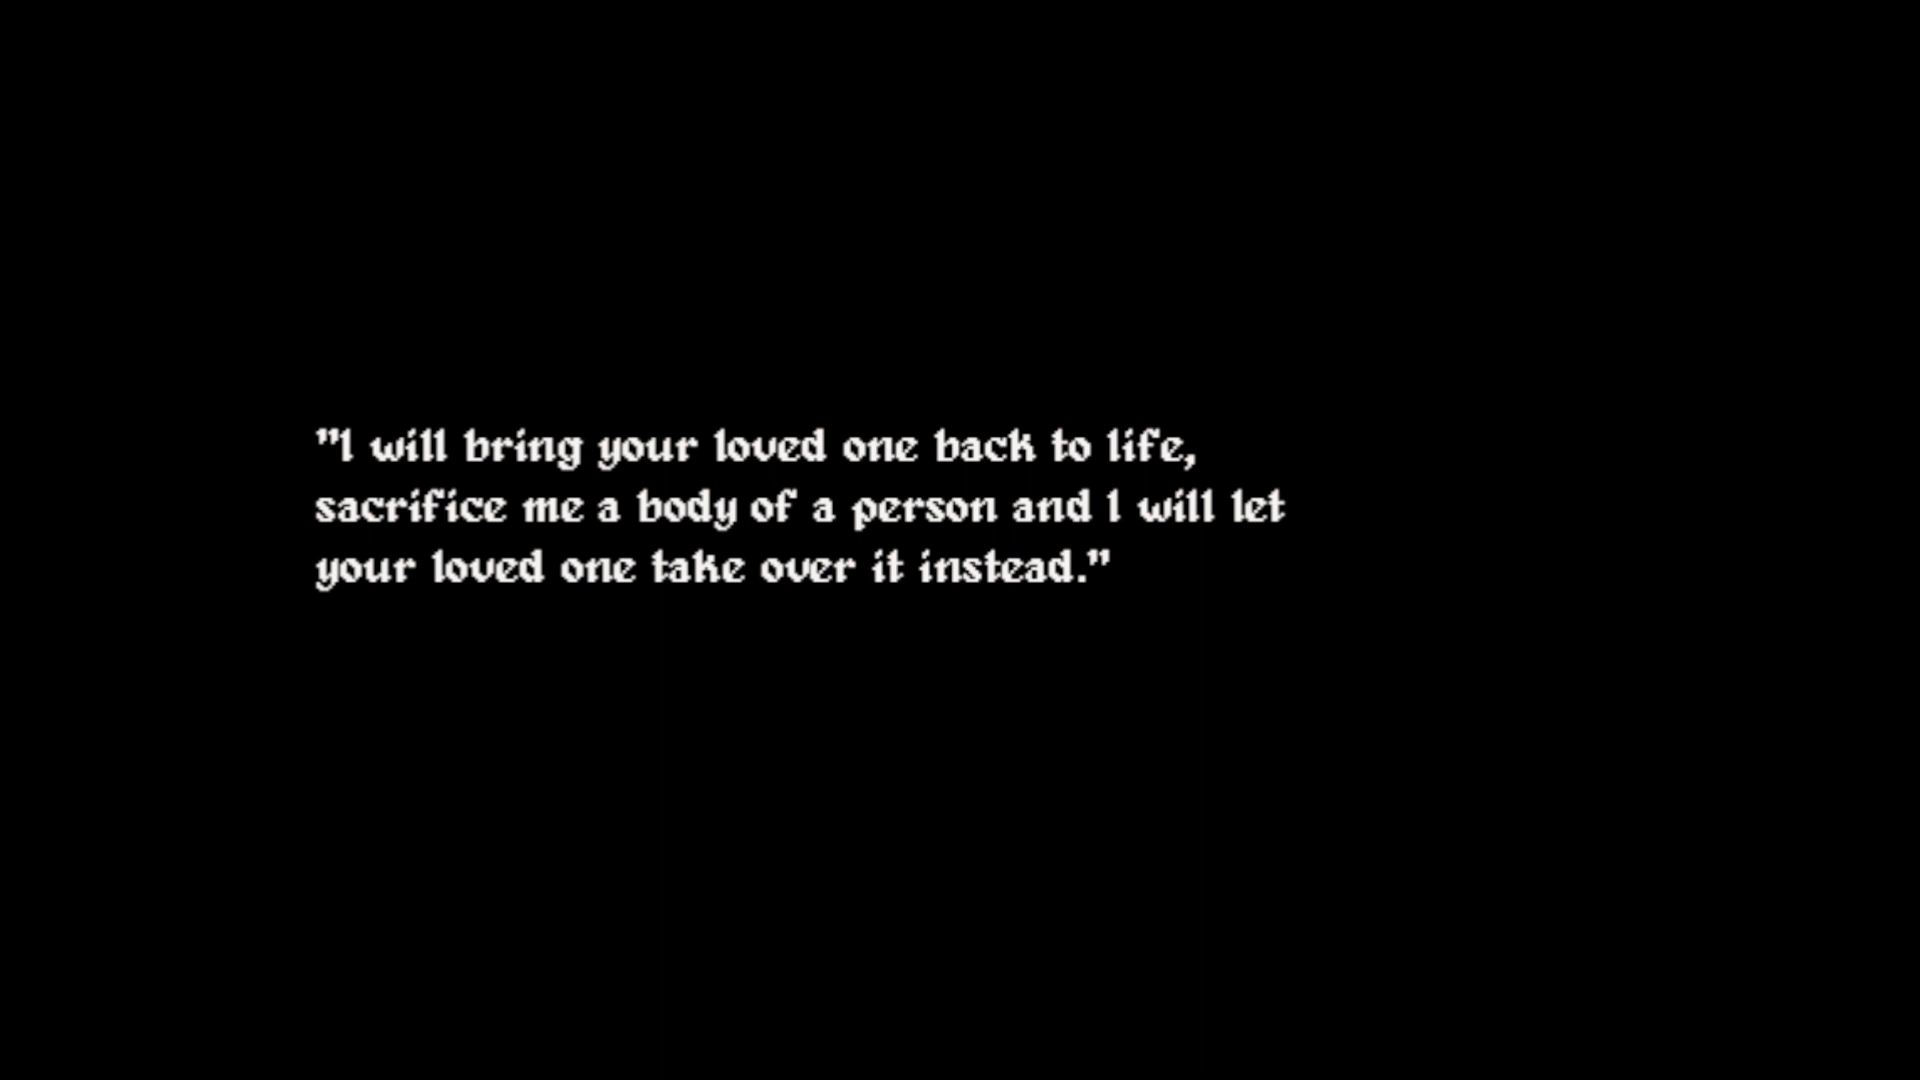 "I will bring your loved one back to life,
sacrifice me a body of a person and I will let
your loved one take over it instead."